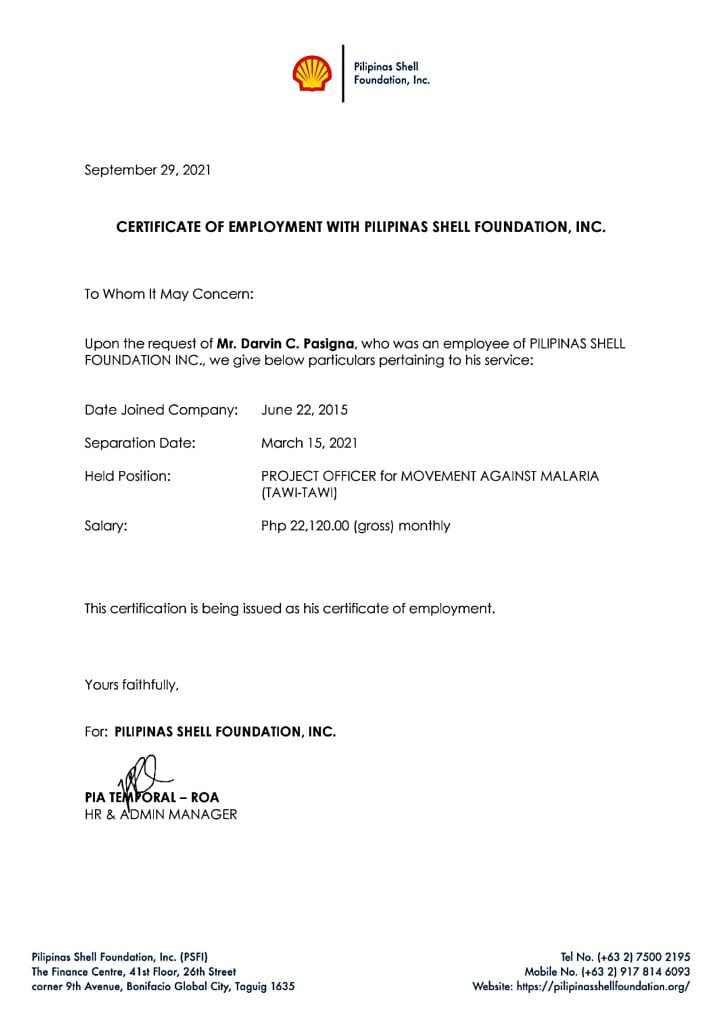 Pilipinas Shell
Foundation, Inc.
September 29, 2021
CERTIFICATE OF EMPLOYMENT WITH PILIPINAS SHELL FOUNDATION, INC.
To Whom It May Concern:
Upon the request of Mr. Darvin C. Pasigna, who was an employee of PILIPINAS SHELL
FOUNDATION INC., we give below particulars pertaining to his service:
Date Joined Company: June 22, 2015
Separation Date: March 15, 2021
Held Position: PROJECT OFFICER for MOVEMENT AGAINST MALARIA
(TAWI-TAWI)
Salary: Php 22,120.00 (gross) monthly
This certification is being issued as his certificate of employment.
Yours faithfully,
For: PILIPINAS SHELL FOUNDATION, INC.
PIA TEMPORAL – ROA
HR & ADMIN MANAGER
Pilipinas Shell Foundation, Inc. (PSFI)
The Finance Centre, 41st Floor, 26th Street
corner 9th Avenue, Bonifacio Global City, Taguig 1635
Tel No. (+63 2) 7500 2195
Mobile No. (+63 2) 917 814 6093
Website: https://pilipinasshellfoundation.org/